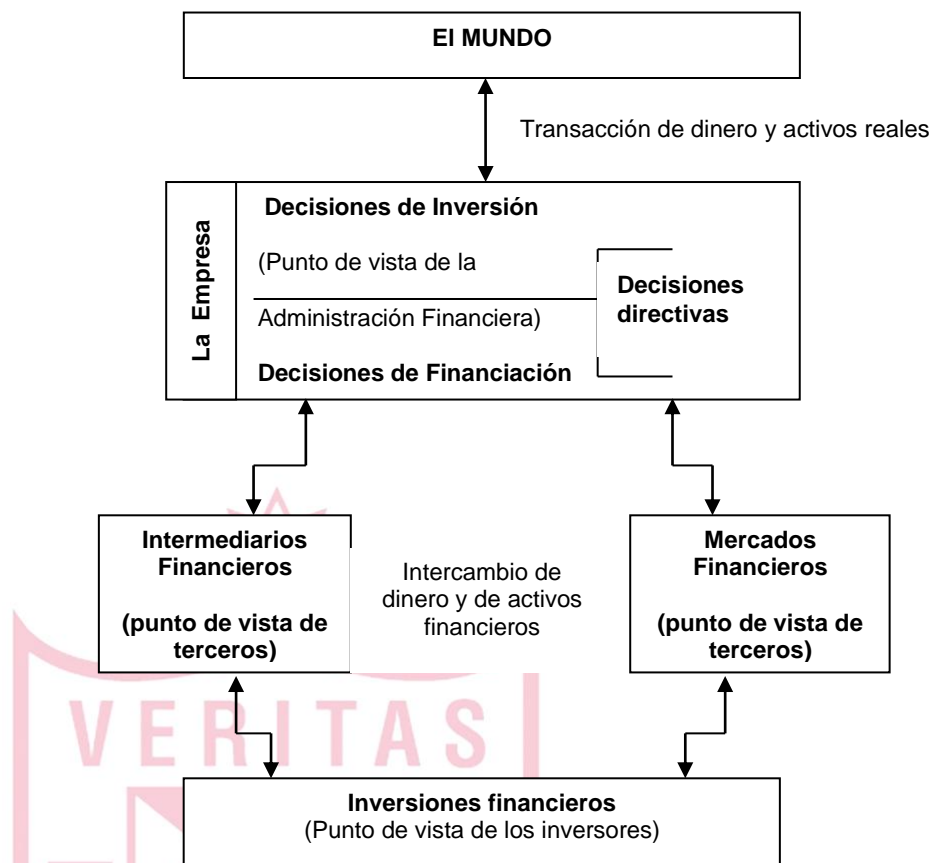 El MUNDO
Transacción de dinero y activos reales
La Empresa
Decisiones de Inversión
(Punto de vista de la
Administración Financiera)
Decisiones de Financiación
Decisiones
directivas
Intermediarios
Financieros
(punto de vista de
terceros)
Intercambio de
dinero y de activos
financieros
Mercados
Financieros
(punto de vista de
terceros)
VERITAS
Inversiones financieros
(Punto de vista de los inversores)